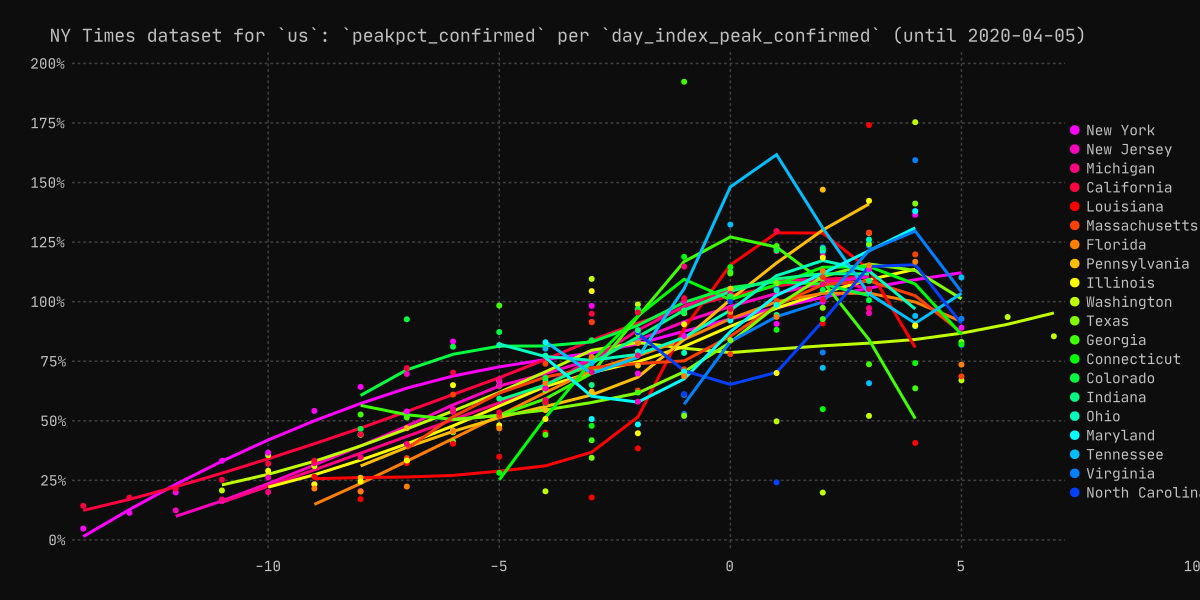 NY Times dataset for `us`: `peakpct_confirmed` per `day_index_peak_confirmed` (until 2020-04-05)
200%
175%
150%
125%
100%
75%
50%
25%
0%
-10
-5
0
5
10
New York
New Jersey
Michigan
California
Louisiana
Massachusetts
Florida
Pennsylvania
Illinois
Washington
Texas
Georgia
Connecticut
Colorado
Indiana
Ohio
Maryland
Tennessee
Virginia
North Carolina